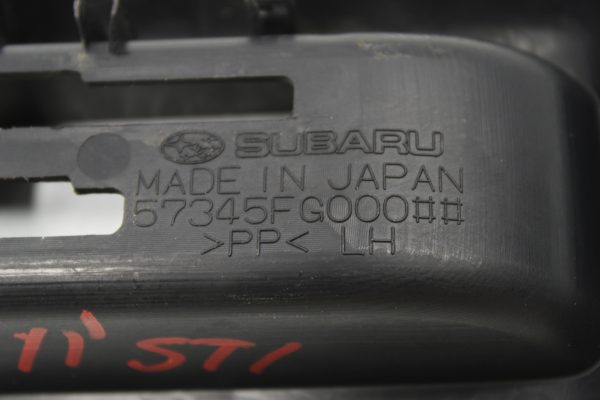 SUBARU
MADE IN JAPAN
57345FG000##
>PP< LH
11' STI